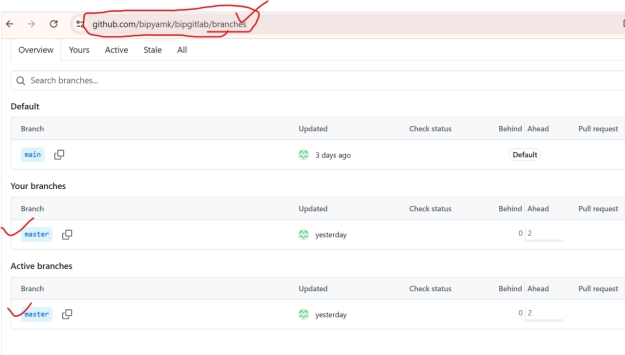 github.com/bipyamk/bipgitlab/branches
Overview Yours Active Stale All
Search branches...
Default
Branch Updated Check status Behind Ahead Pull request
main 3 days ago Default
Your branches
Branch Updated Check status Behind Ahead Pull request
master yesterday 0 2
Active branches
Branch Updated Check status Behind Ahead Pull request
master yesterday 0 2